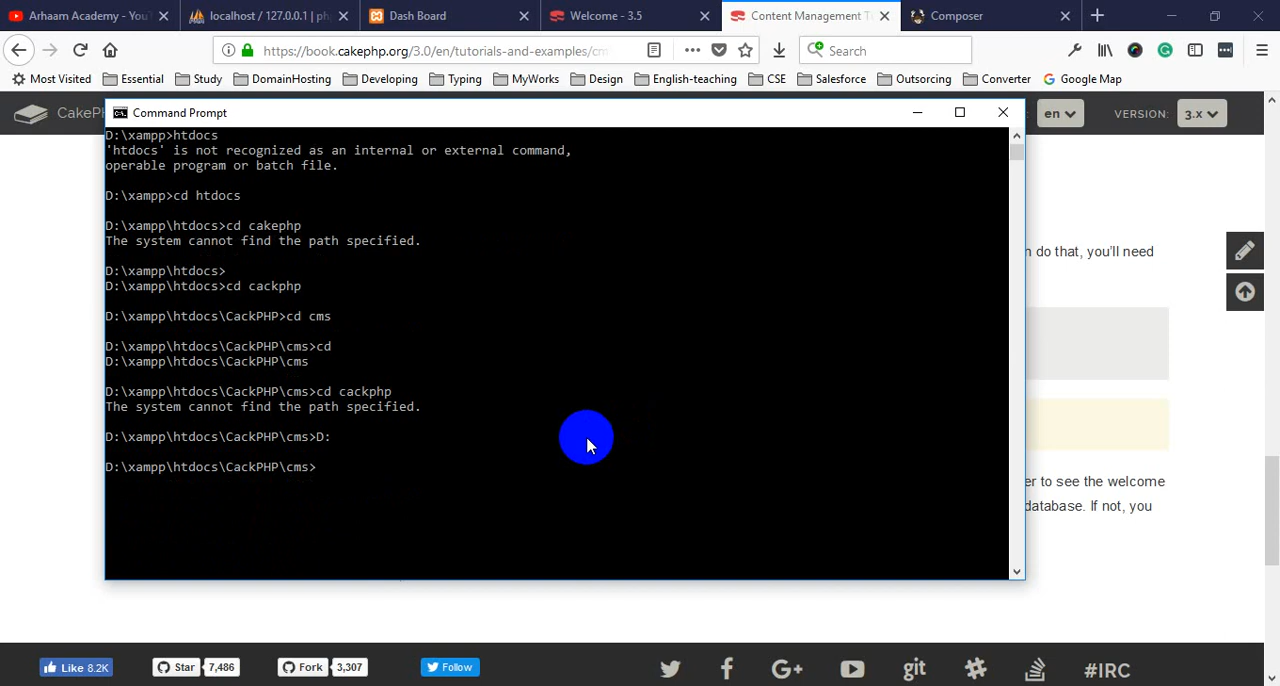 Arhaam Academy - YouT
localhost / 127.0.0.1 | ph
Dash Board
Welcome - 3.5
Content Management T
Composer
https://book.cakephp.org/3.0/en/tutorials-and-examples/cm
Search
Most Visited
Essential
Study
DomainHosting
Developing
Typing
MyWorks
Design
English-teaching
CSE
Salesforce
Outsorcing
Converter
Google Map
CakePH
en
VERSION:
3.x
Command Prompt
D:\xampp>htdocs
'htdocs' is not recognized as an internal or external command,
operable program or batch file.
D:\xampp>cd htdocs
D:\xampp\htdocs>cd cakephp
The system cannot find the path specified.
D:\xampp\htdocs>
D:\xampp\htdocs>cd cackphp
D:\xampp\htdocs\CackPHP>cd cms
D:\xampp\htdocs\CackPHP\cms>cd
D:\xampp\htdocs\CackPHP\cms
D:\xampp\htdocs\CackPHP\cms>cd cackphp
The system cannot find the path specified.
D:\xampp\htdocs\CackPHP\cms>D:
D:\xampp\htdocs\CackPHP\cms>
n do that, you'll need
er to see the welcome
database. If not, you
Like 8.2K
Star 7,486
Fork 3,307
Follow
git
#IRC